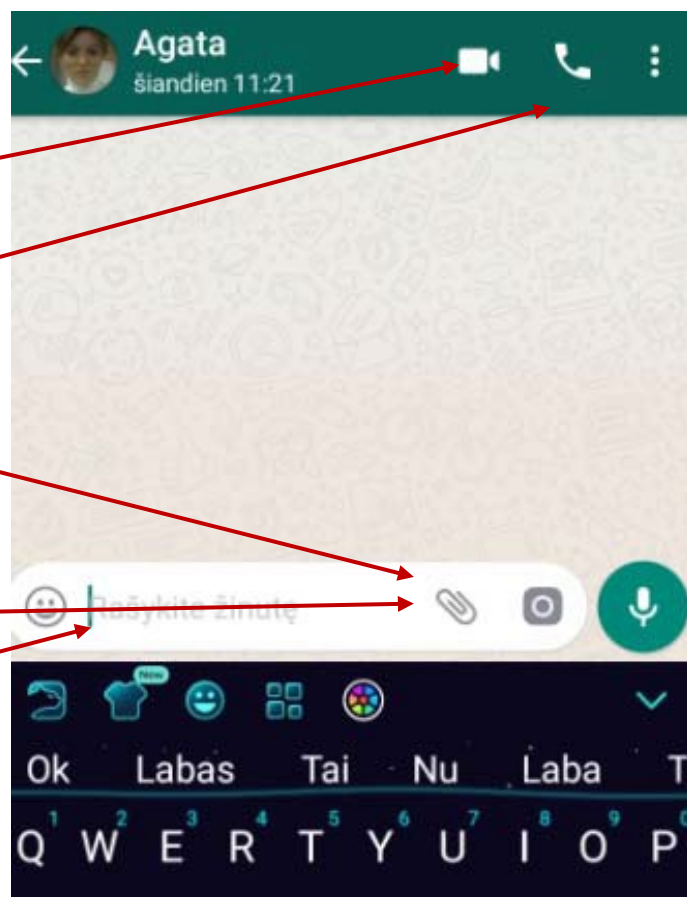 Agata
šiandien 11:21
Rašykite žinutę
New
Ok Labas Tai Nu Laba T
1 2 3 4 5 6 7 8 9 0
Q W E R T Y U I O P